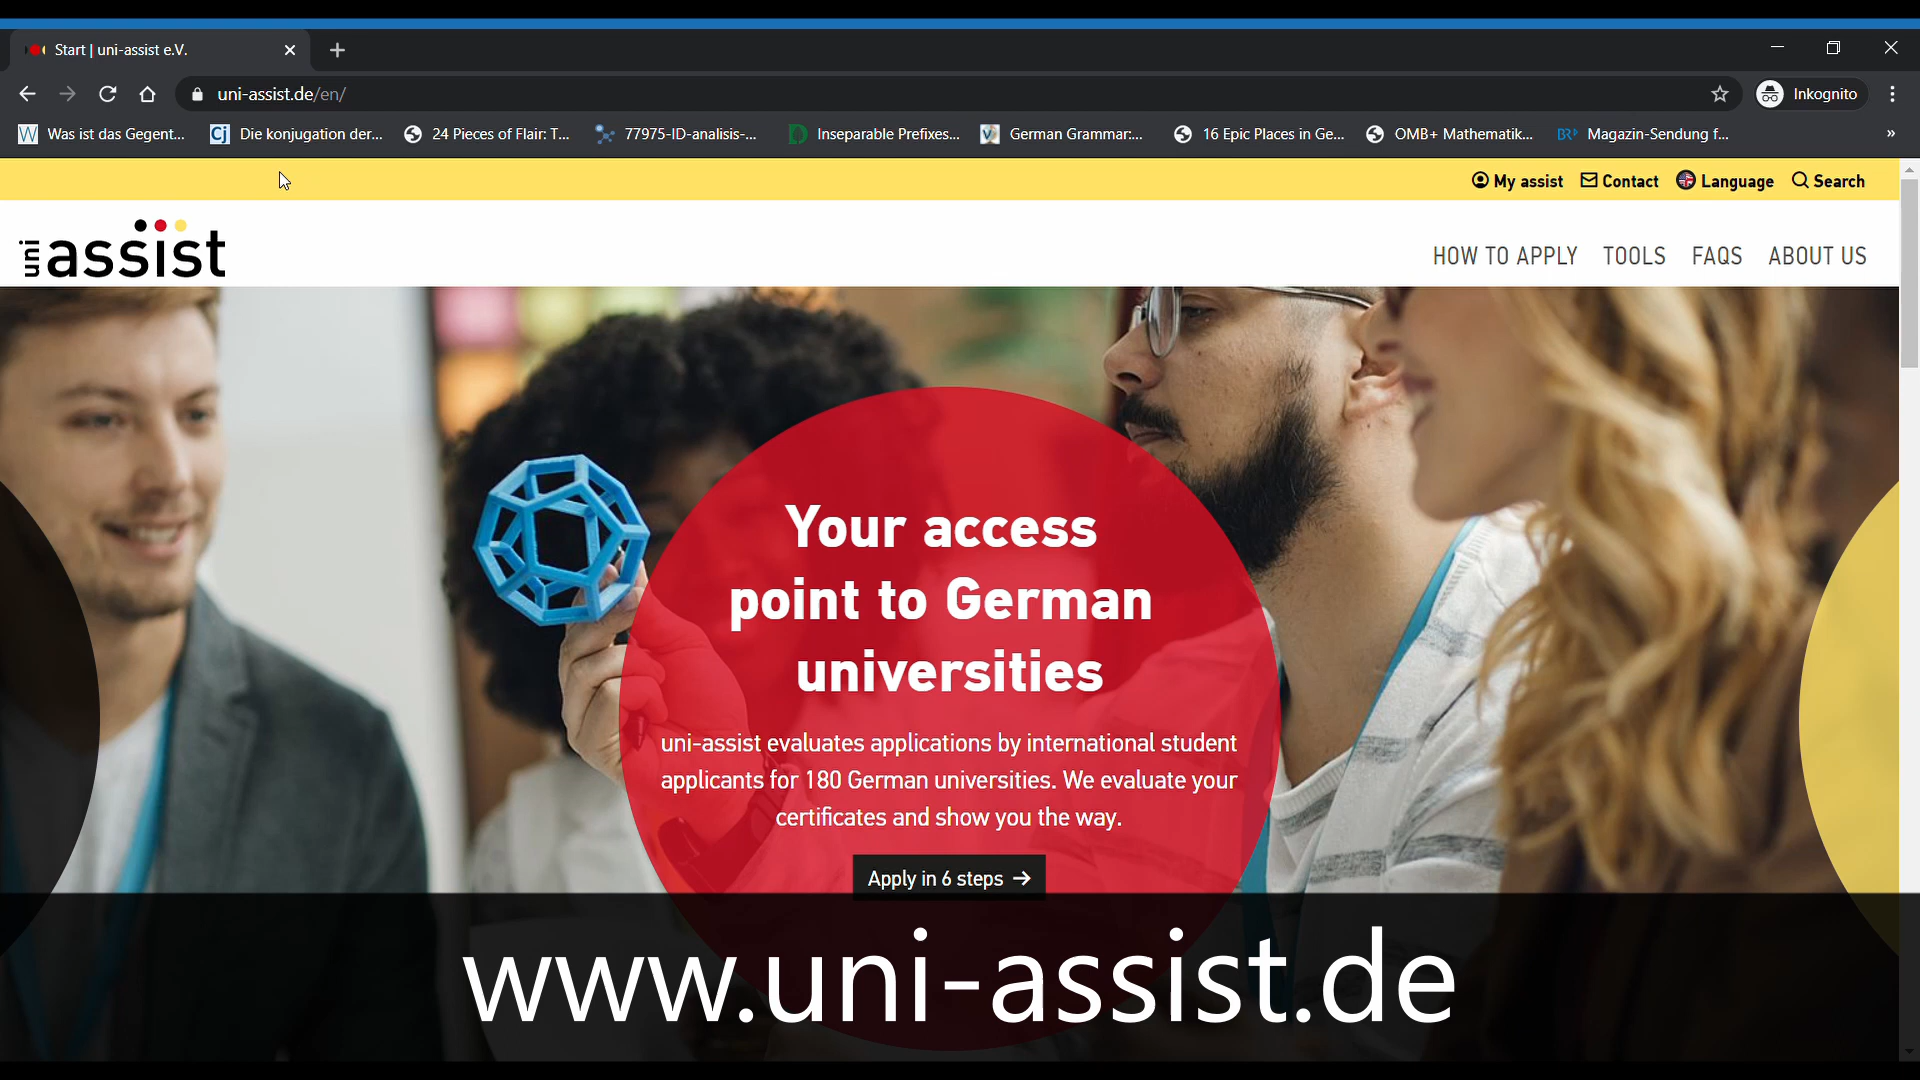 Start | uni-assist e.V.
uni-assist.de/en/
Inkognito
Was ist das Gegent...
Die konjugation der...
24 Pieces of Flair: T...
77975-ID-analisis-...
Inseparable Prefixes...
German Grammar:...
16 Epic Places in Ge...
OMB+ Mathematik...
Magazin-Sendung f...
My assist
Contact
Language
Search
uni assist
HOW TO APPLY
TOOLS
FAQS
ABOUT US
Your access
point to German
universities
uni-assist evaluates applications by international student
applicants for 180 German universities. We evaluate your
certificates and show you the way.
Apply in 6 steps →
www.uni-assist.de